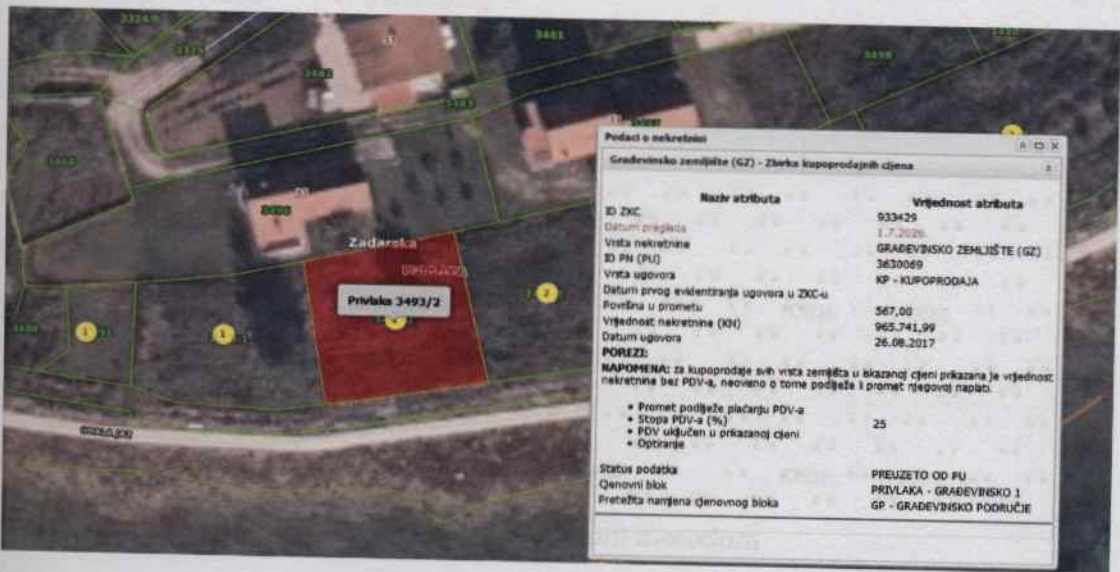 3481
3482
3483
3496
Zadarska
Privlaka 3493/2
2
1
1
Podaci o nekretnini
Građevinsko zemljište (GZ) - Zbirka kupoprodajnih cijena
Naziv atributa Vrijednost atributa
ID ZKC 933429
Datum pregleda 1.7.2020.
Vrsta nekretnine GRAĐEVINSKO ZEMLJIŠTE (GZ)
ID PN (PU) 3630069
Vrsta ugovora KP - KUPOPRODAJA
Datum prvog evidentiranja ugovora u ZKC-u
Površina u prometu 567,00
Vrijednost nekretnine (KN) 965.741,99
Datum ugovora 26.08.2017
POREZI:
NAPOMENA: za kupoprodaje svih vrsta zemljišta u iskazanoj cijeni prikazana je vrijednost
nekretnine bez PDV-a, neovisno o tome podliježe li promet njegovoj naplati.
• Promet podliježe plaćanju PDV-a
• Stopa PDV-a (%) 25
• PDV uključen u prikazanoj cijeni
• Optiranje
Status podatka PREUZETO OD PU
Cjenovni blok PRIVLAKA - GRAĐEVINSKO 1
Pretežita namjena cjenovnog bloka GP - GRAĐEVINSKO PODRUČJE